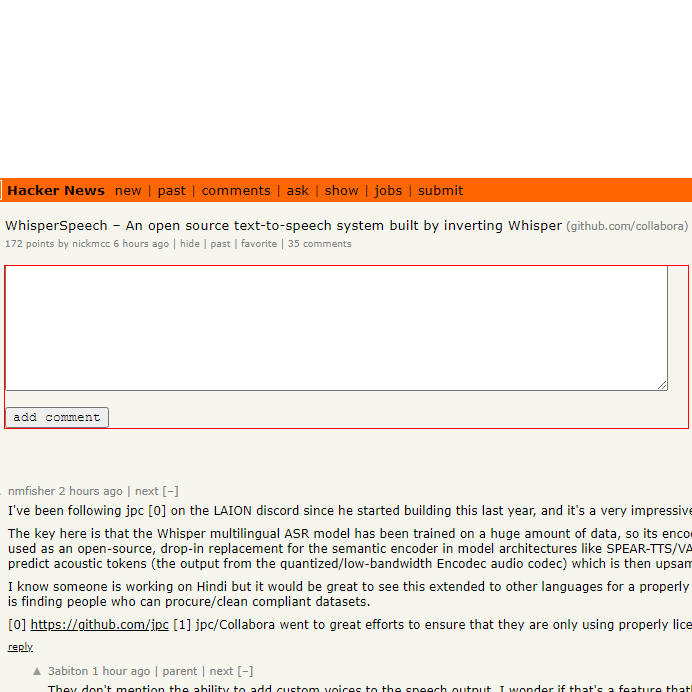 Hacker News new | past | comments | ask | show | jobs | submit
WhisperSpeech – An open source text-to-speech system built by inverting Whisper (github.com/collabora)
172 points by nickmcc 6 hours ago | hide | past | favorite | 35 comments
add comment
nmfisher 2 hours ago | next [–]
I've been following jpc [0] on the LAION discord since he started building this last year, and it's a very impressive
The key here is that the Whisper multilingual ASR model has been trained on a huge amount of data, so its
used as an open-source, drop-in replacement for the semantic encoder in model architectures like SPEAR-TTS/VA
predict acoustic tokens (the output from the quantized/low-bandwidth Encodec audio codec) which is then
I know someone is working on Hindi but it would be great to see this extended to other languages for a properly
is finding people who can procure/clean compliant datasets.
[0] https://github.com/jpc [1] jpc/Collabora went to great efforts to ensure that they are only using properly
reply
▲ 3abiton 1 hour ago | parent | next [–]
They don't mention the ability to add custom voices to the speech output, I wonder if that's a feature